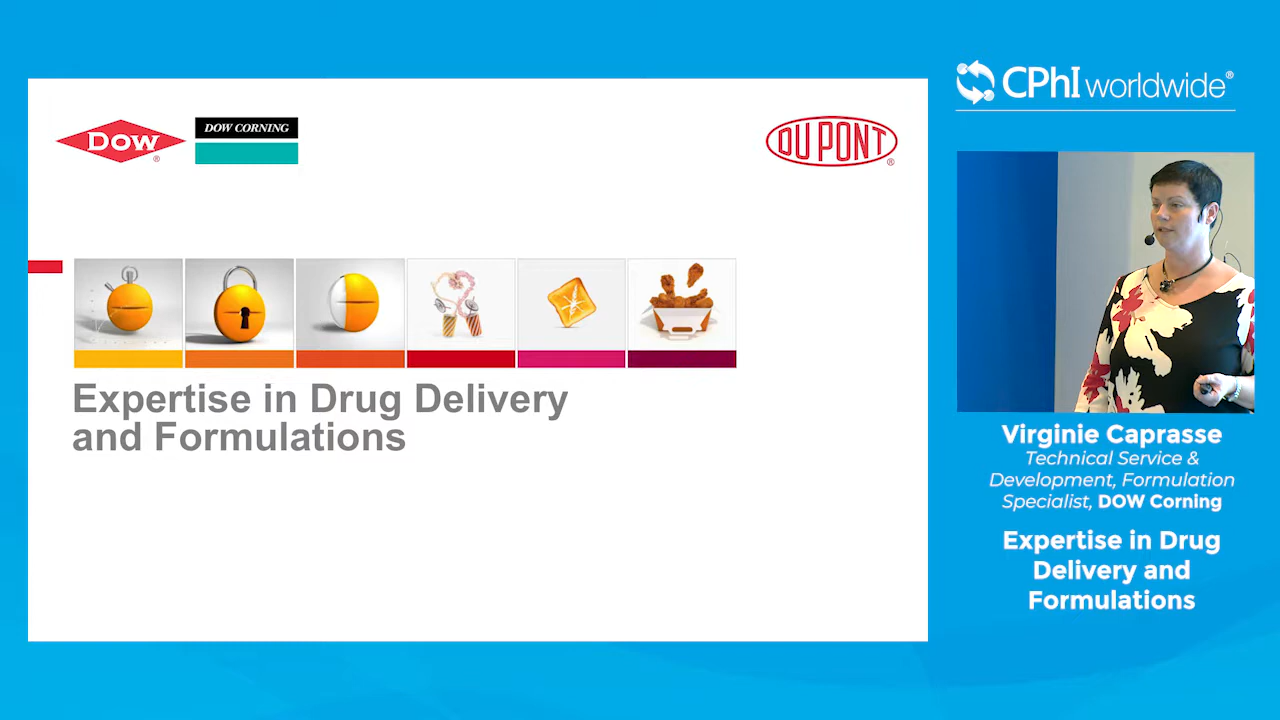 DOW
®
DOW CORNING
DU PONT
®
Expertise in Drug Delivery
and Formulations
CPhI worldwide®
Virginie Caprasse
Technical Service &
Development, Formulation
Specialist, DOW Corning
Expertise in Drug
Delivery and
Formulations